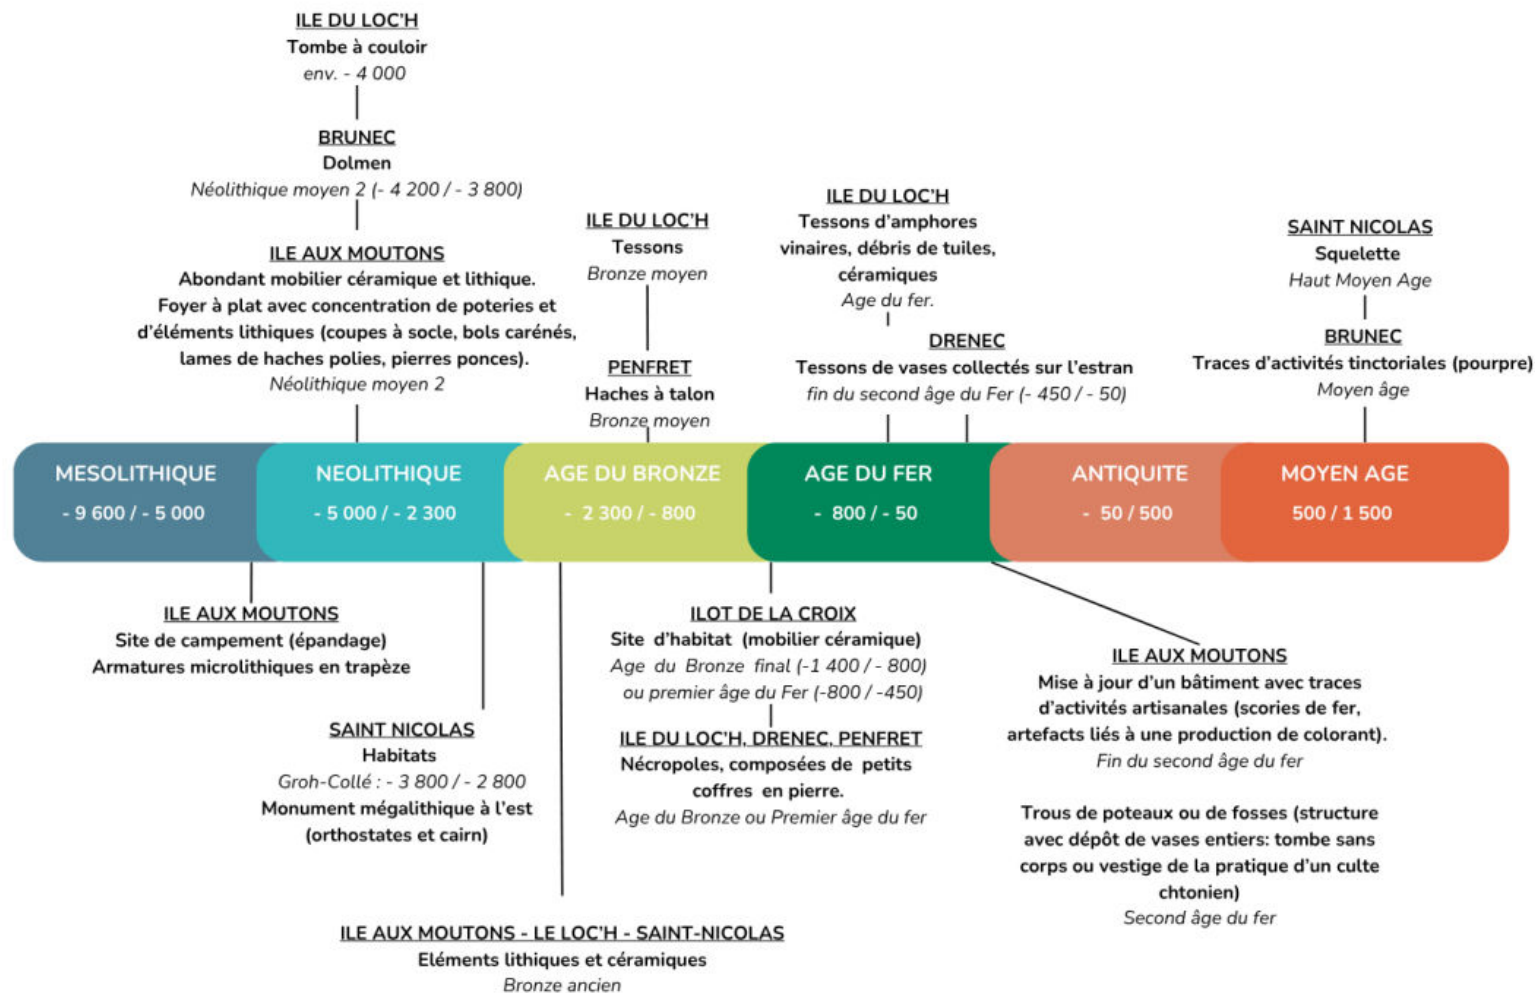 ILE DU LOC'H
Tombe à couloir
env. - 4 000
BRUNEC
Dolmen
Néolithique moyen 2 (- 4 200 / - 3 800)
ILE AUX MOUTONS
Abondant mobilier céramique et lithique.
Foyer à plat avec concentration de poteries et
d'éléments lithiques (coupes à socle, bols carénés,
lames de haches polies, pierres ponces).
Néolithique moyen 2
ILE DU LOC'H
Tessons
Bronze moyen
PENFRET
Haches à talon
Bronze moyen
ILE DU LOC'H
Tessons d'amphores
vinaires, débris de tuiles,
céramiques
Age du fer.
DRENEC
Tessons de vases collectés sur l'estran
fin du second âge du Fer (- 450 / - 50)
SAINT NICOLAS
Squelette
Haut Moyen Age
BRUNEC
Traces d'activités tinctoriales (pourpre)
Moyen âge
MESOLITHIQUE
- 9 600 / - 5 000
NEOLITHIQUE
- 5 000 / - 2 300
AGE DU BRONZE
- 2 300 / - 800
AGE DU FER
- 800 / - 50
ANTIQUITE
- 50 / 500
MOYEN AGE
500 / 1 500
ILE AUX MOUTONS
Site de campement (épandage)
Armatures microlithiques en trapèze
SAINT NICOLAS
Habitats
Groh-Collé : - 3 800 / - 2 800
Monument mégalithique à l'est
(orthostates et cairn)
ILE AUX MOUTONS - LE LOC'H - SAINT-NICOLAS
Eléments lithiques et céramiques
Bronze ancien
ILOT DE LA CROIX
Site d'habitat (mobilier céramique)
Age du Bronze final (-1 400 / - 800)
ou premier âge du Fer (-800 / -450)
ILE DU LOC'H, DRENEC, PENFRET
Nécropoles, composées de petits
coffres en pierre.
Age du Bronze ou Premier âge du fer
ILE AUX MOUTONS
Mise à jour d'un bâtiment avec traces
d'activités artisanales (scories de fer,
artefacts liés à une production de colorant).
Fin du second âge du fer
Trous de poteaux ou de fosses (structure
avec dépôt de vases entiers: tombe sans
corps ou vestige de la pratique d'un culte
chtonien)
Second âge du fer